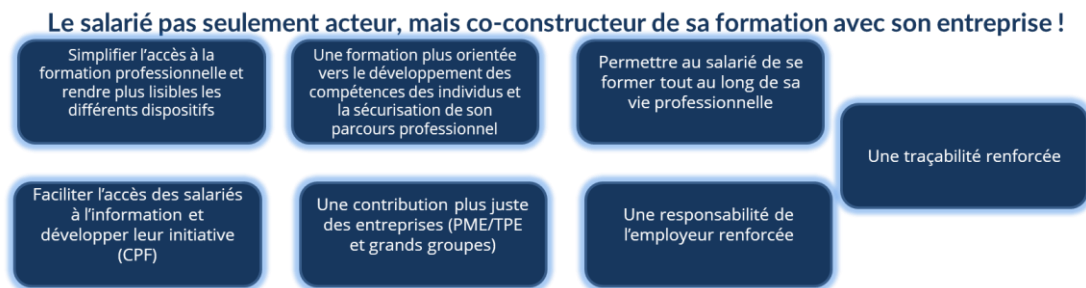 Le salarié pas seulement acteur, mais co-constructeur de sa formation avec son entreprise !
Simplifier l'accès à la
formation professionnelle et
rendre plus lisibles les
différents dispositifs
Une formation plus orientée
vers le développement des
compétences des individus et
la sécurisation de son
parcours professionnel
Permettre au salarié de se
former tout au long de sa
vie professionnelle
Une traçabilité renforcée
Faciliter l'accès des salariés
à l'information et
développer leur initiative
(CPF)
Une contribution plus juste
des entreprises (PME/TPE
et grands groupes)
Une responsabilité de
l'employeur renforcée